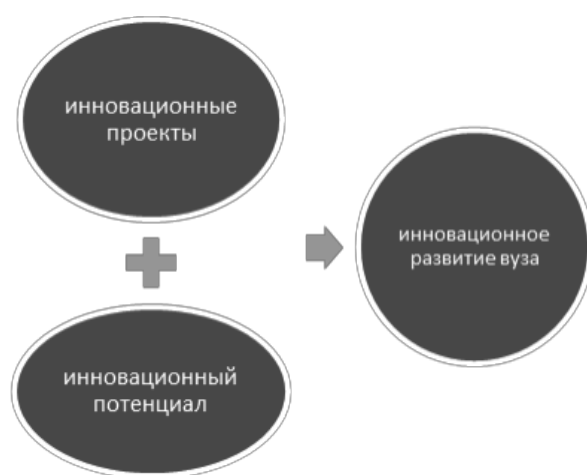 инновационные
проекты
инновационный
потенциал
инновационное
развитие вуза